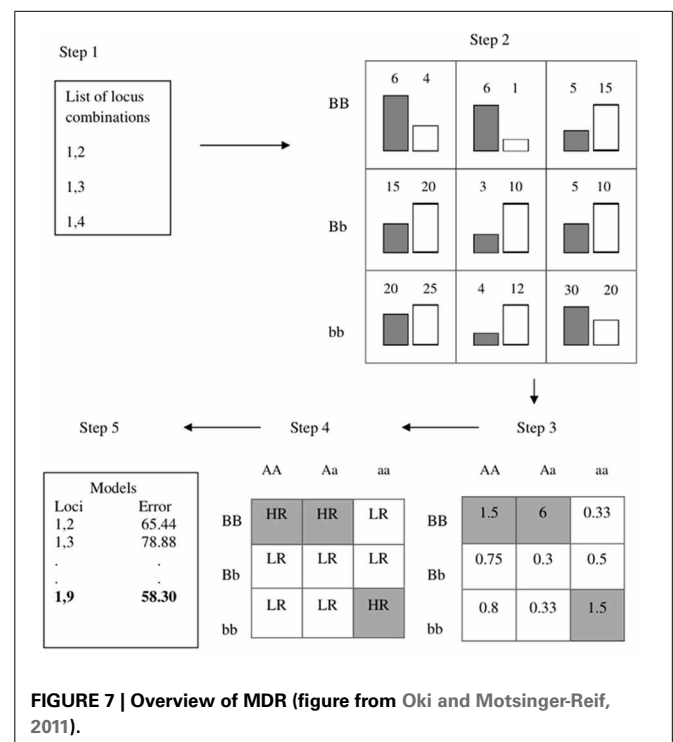 Step 1
List of locus
combinations
1,2
1,3
1,4
Step 2
6 4 6 1 5 15
BB
15 20 3 10 5 10
Bb
20 25 4 12 30 20
bb
Step 5
Step 4
Step 3
Models
Loci Error
1,2 65.44
1,3 78.88
. .
. .
1,9 58.30
AA Aa aa
BB HR HR LR
Bb LR LR LR
bb LR LR HR
AA Aa aa
BB 1.5 6 0.33
Bb 0.75 0.3 0.5
bb 0.8 0.33 1.5
FIGURE 7 | Overview of MDR (figure from Oki and Motsinger-Reif,
2011).